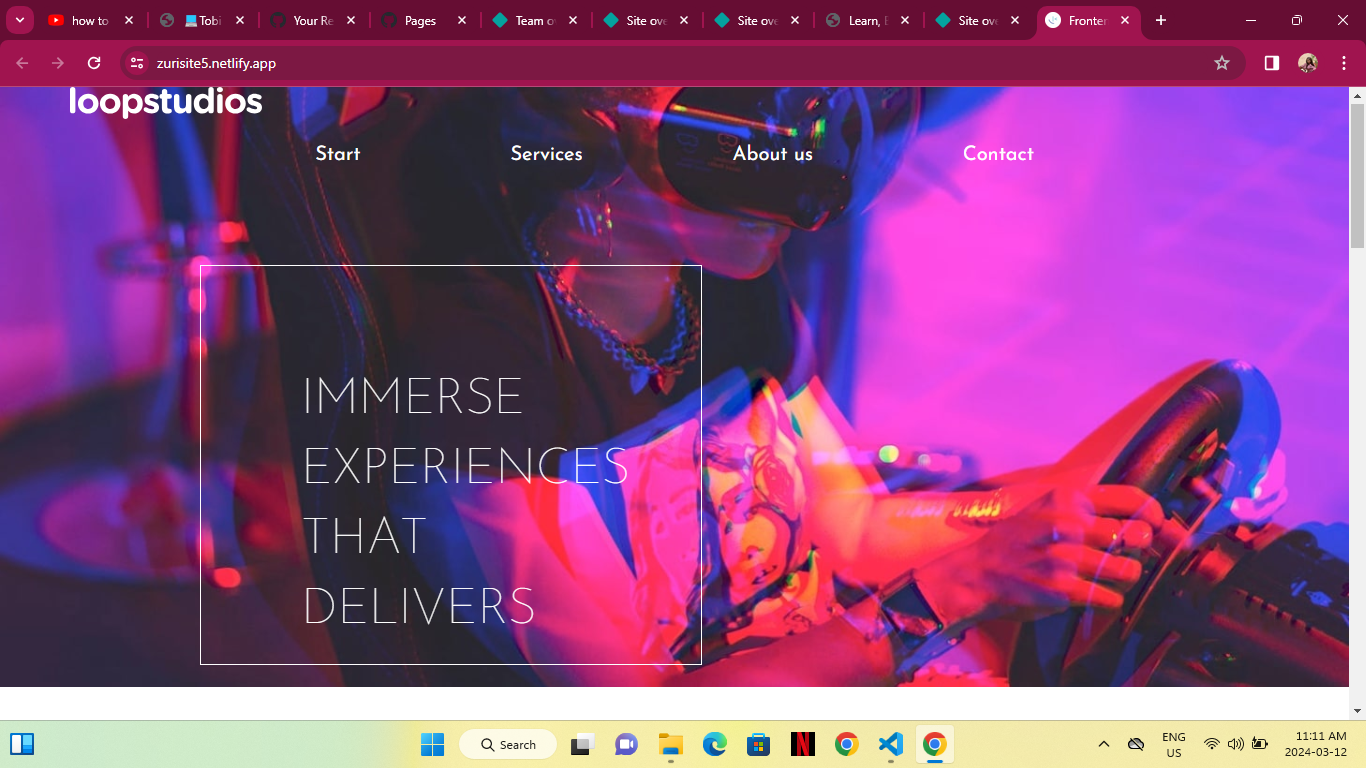 how to
Tobi
Your Re
Pages
Team ov
Site ove
Site ove
Learn, E
Site ove
Fronten
zurisite5.netlify.app
loopstudios
Start Services About us Contact
IMMERSE
EXPERIENCES
THAT
DELIVERS
Search
ENG
US
11:11 AM
2024-03-12